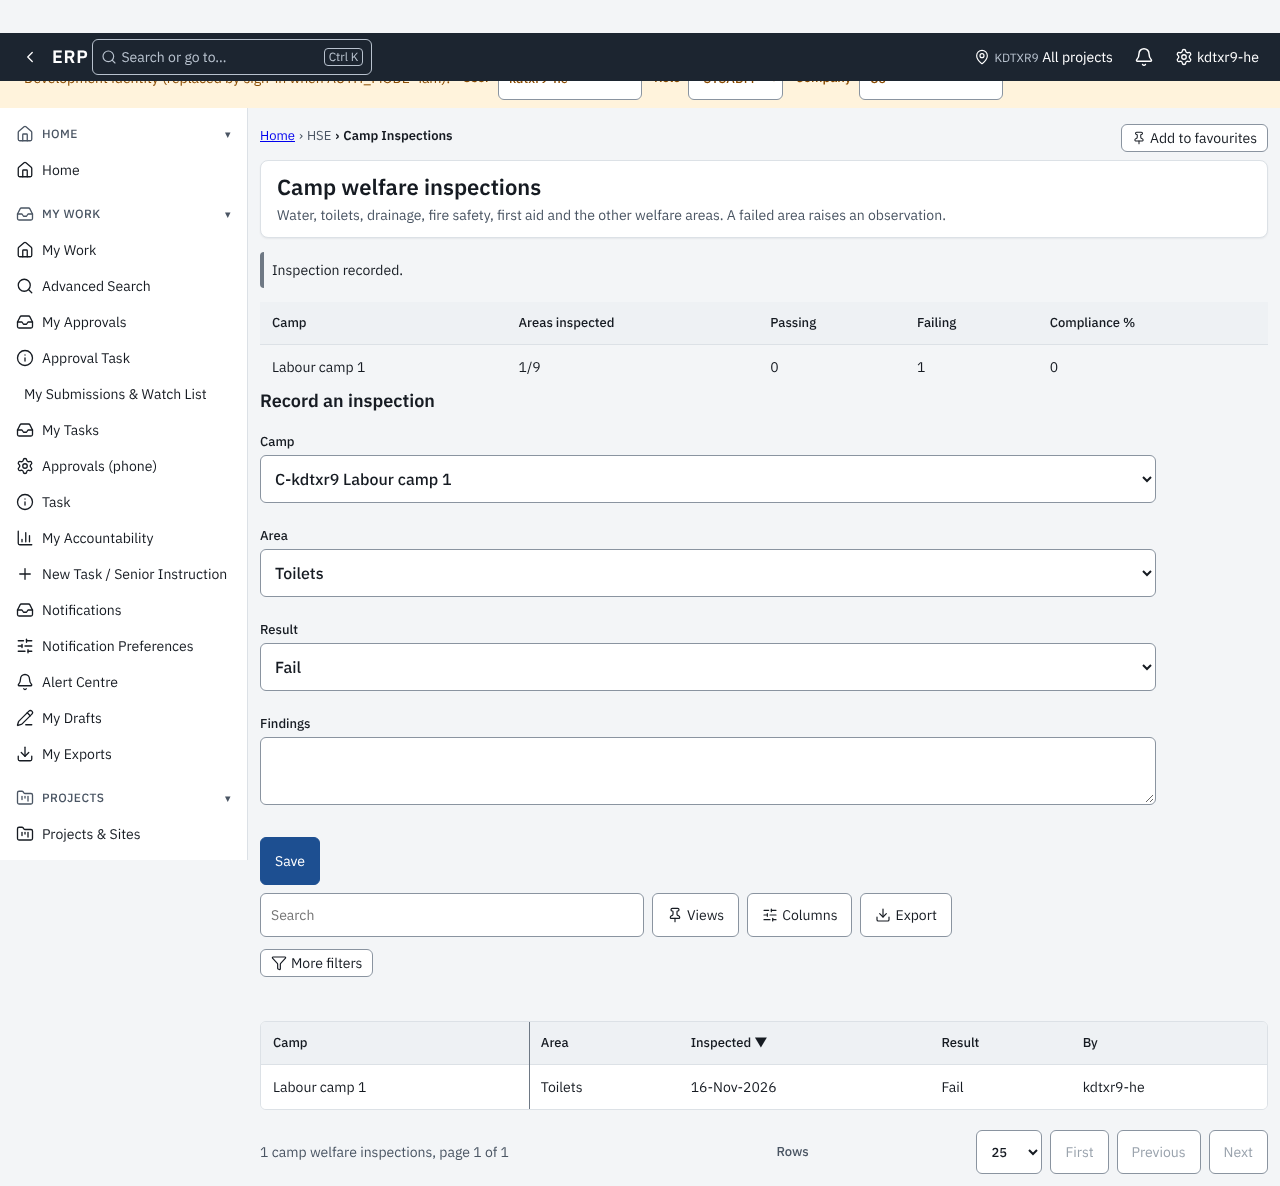 ERP
Search or go to...
Ctrl K
KDTXR9 All projects
kdtxr9-he
HOME
Home
MY WORK
My Work
Advanced Search
My Approvals
Approval Task
My Submissions & Watch List
My Tasks
Approvals (phone)
Task
My Accountability
New Task / Senior Instruction
Notifications
Notification Preferences
Alert Centre
My Drafts
My Exports
PROJECTS
Projects & Sites
Home › HSE › Camp Inspections
Add to favourites
Camp welfare inspections
Water, toilets, drainage, fire safety, first aid and the other welfare areas. A failed area raises an observation.
Inspection recorded.
Camp Areas inspected Passing Failing Compliance %
Labour camp 1 1/9 0 1 0
Record an inspection
Camp
C-kdtxr9 Labour camp 1
Area
Toilets
Result
Fail
Findings
Save
Search
Views
Columns
Export
More filters
Camp Area Inspected ▼ Result By
Labour camp 1 Toilets 16-Nov-2026 Fail kdtxr9-he
1 camp welfare inspections, page 1 of 1
Rows
25
First
Previous
Next